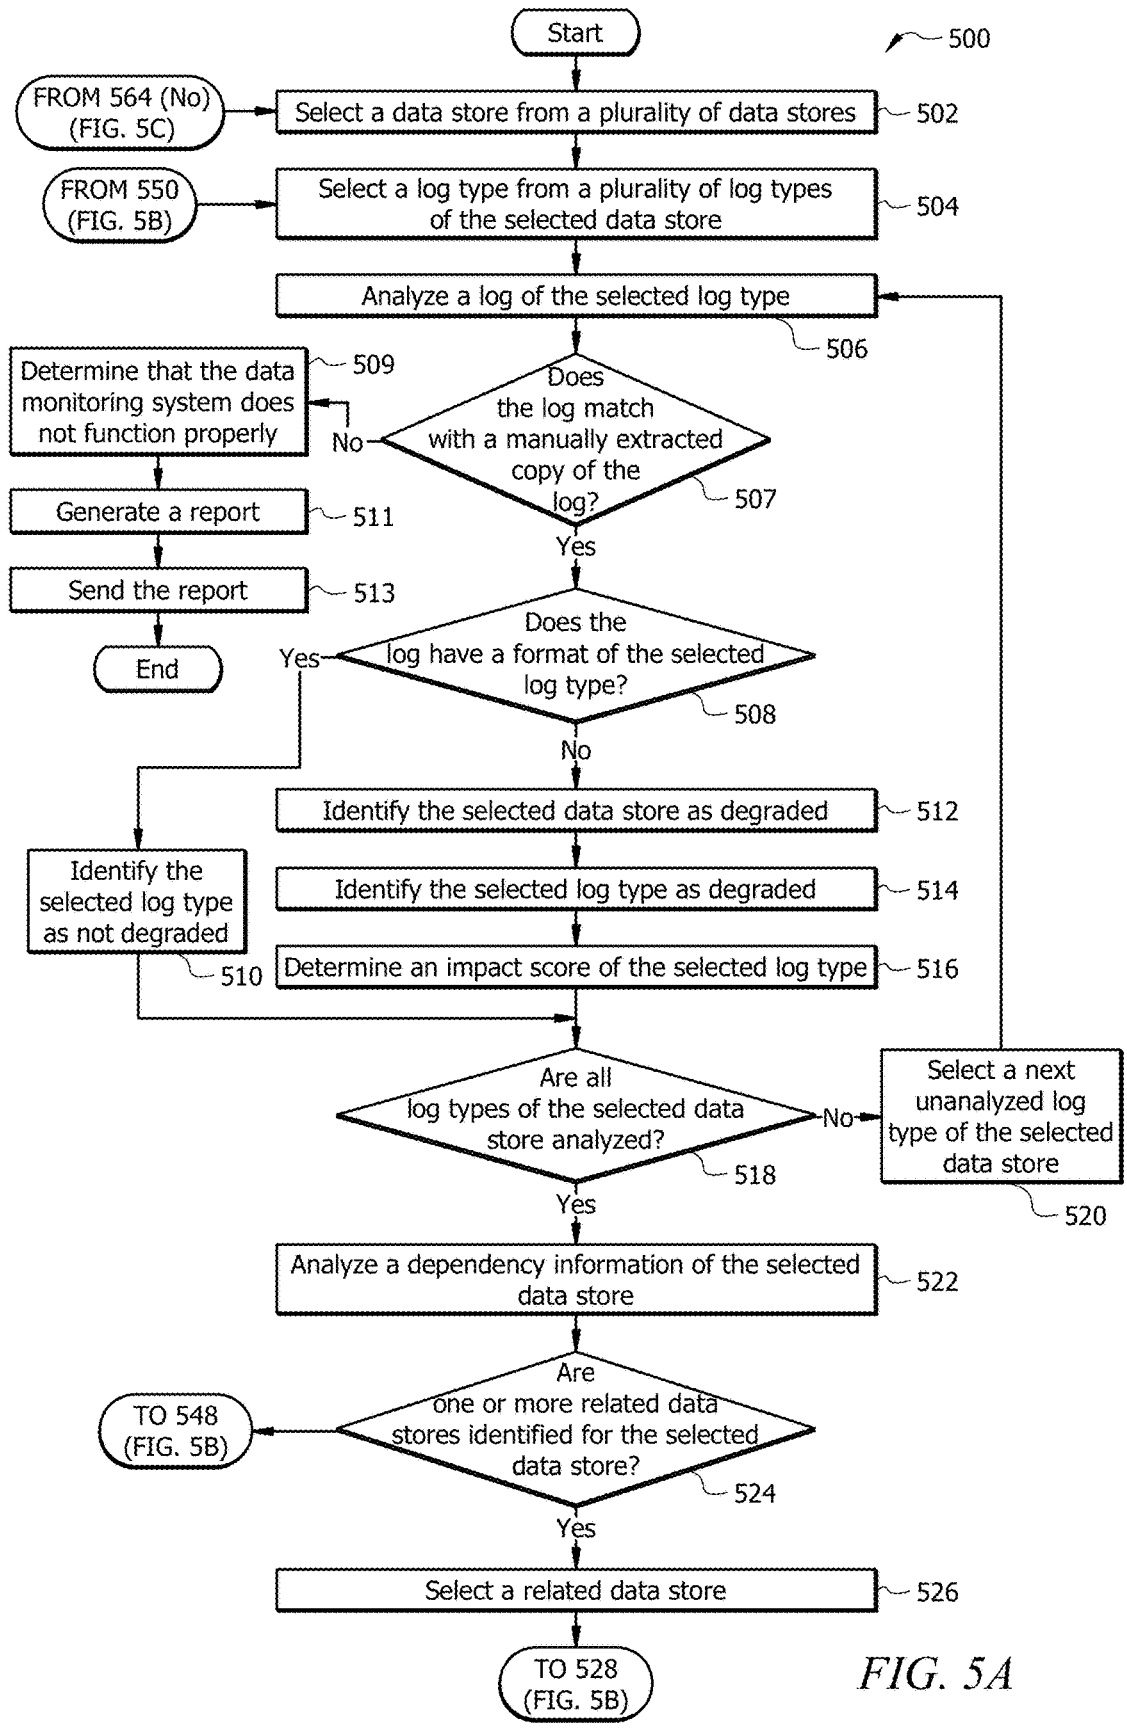 Start
500
FROM 564 (No)
(FIG. 5C)
Select a data store from a plurality of data stores
502
FROM 550
(FIG. 5B)
Select a log type from a plurality of log types
of the selected data store
504
Analyze a log of the selected log type
506
Determine that the data
monitoring system does
not function properly
509
Does
the log match
with a manually extracted
copy of the
log?
507
No
Generate a report
511
Yes
Send the report
513
End
Does the
log have a format of the selected
log type?
508
Yes
No
Identify the selected data store as degraded
512
Identify the
selected log type
as not degraded
510
Identify the selected log type as degraded
514
Determine an impact score of the selected log type
516
Are all
log types of the selected data
store analyzed?
518
No
Select a next
unanalyzed log
type of the selected
data store
520
Yes
Analyze a dependency information of the selected
data store
522
Are
one or more related data
stores identified for the selected
data store?
524
TO 548
(FIG. 5B)
Yes
Select a related data store
526
TO 528
(FIG. 5B)
FIG. 5A